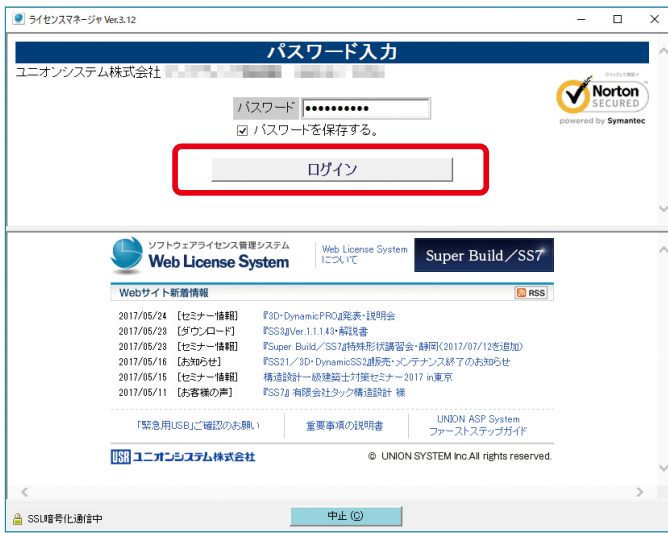 ライセンスマネージャ Ver.3.12
パスワード入力
ユニオンシステム株式会社
パスワード ••••••••••
パスワードを保存する。
Norton
SECURED
powered by Symantec
ログイン
ソフトウェアライセンス管理システム
Web License System
Web License System
について
Super Build／SS7
Webサイト新着情報
RSS
2017/05/24 [セミナー情報] 『3D・DynamicPRO』発表・説明会
2017/05/23 [ダウンロード] 『SS3』Ver.1.1.1.43・解説書
2017/05/23 [セミナー情報] 『Super Build／SS7』特殊形状講習会・静岡(2017/07/12を追加)
2017/05/16 [お知らせ] 『SS21／3D・DynamicSS2』販売・メンテナンス終了のお知らせ
2017/05/15 [セミナー情報] 構造設計一級建築士対策セミナー2017 in東京
2017/05/11 [お客様の声] 『SS7』 有限会社タック構造設計 様
「緊急用USB」ご確認のお願い
重要事項の説明書
UNION ASP System
ファーストステップガイド
USR ユニオンシステム株式会社
© UNION SYSTEM Inc.All rights reserved.
SSL暗号化通信中
中止(C)